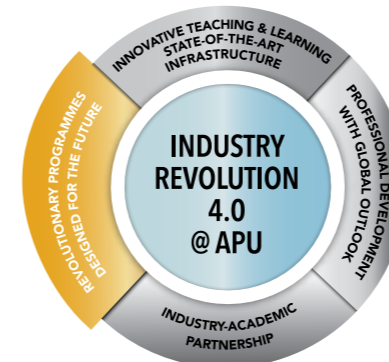 INNOVATIVE TEACHING & LEARNING
STATE-OF-THE-ART
INFRASTRUCTURE
REVOLUTIONARY PROGRAMMES
DESIGNED FOR THE FUTURE
INDUSTRY
REVOLUTION
4.0
@ APU
PROFESSIONAL DEVELOPMENT
WITH GLOBAL OUTLOOK
INDUSTRY-ACADEMIC
PARTNERSHIP